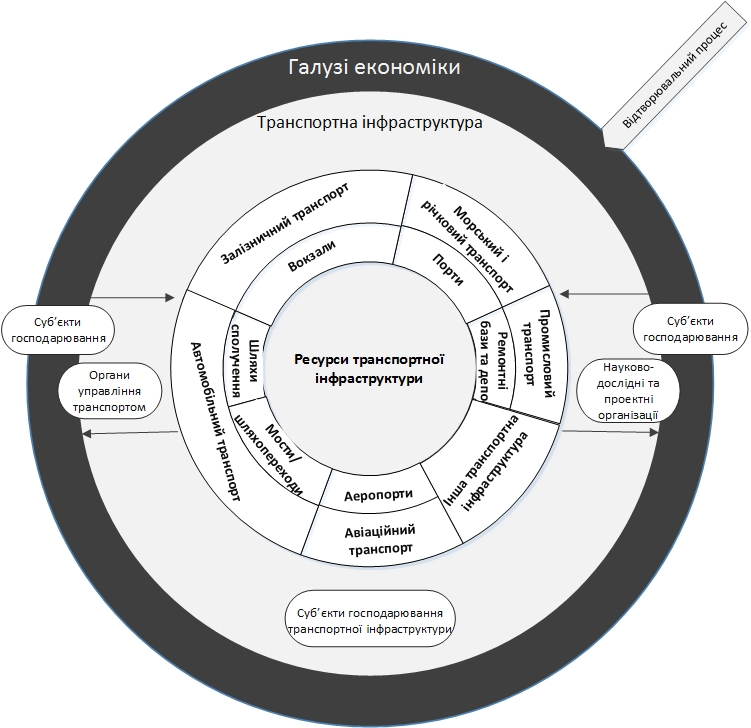 Відтворювальний процес
Галузі економіки
Транспортна інфраструктура
Залізничний транспорт
Морський і
річковий транспорт
Вокзали
Порти
Промисловий
транспорт
Ремонтні
бази та депо
Шляхи
сполучення
Автомобільний транспорт
Ресурси транспортної
інфраструктури
Суб’єкти
господарювання
Суб’єкти
господарювання
Органи
управління
транспортом
Науково-
дослідні та
проектні
організації
Мости/
шляхопереходи
Інша транспортна
інфраструктура
Аеропорти
Авіаційний
транспорт
Суб’єкти господарювання
транспортної інфраструктури